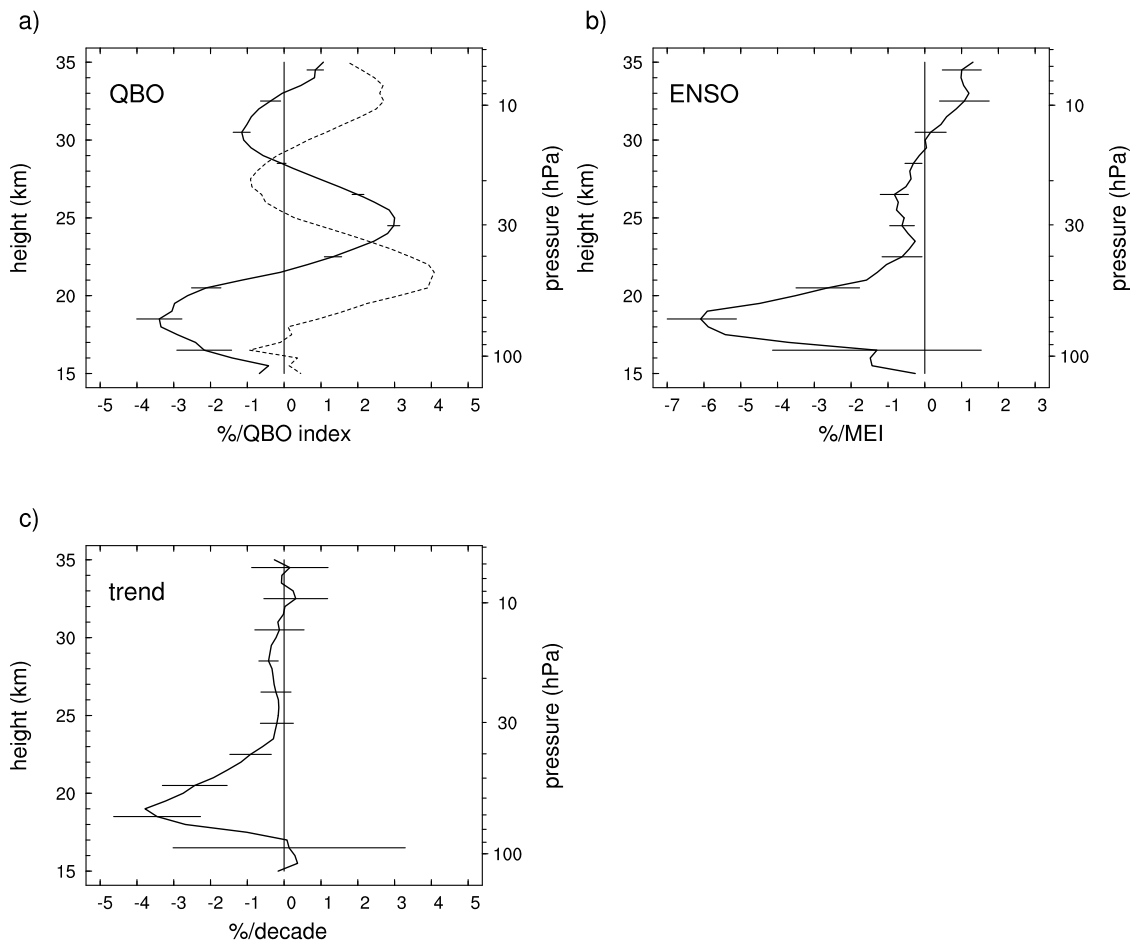 a)
QBO
35
30
25
20
15
height (km)
10
30
100
pressure (hPa)
-5 -4 -3 -2 -1 0 1 2 3 4 5
%/QBO index
b)
ENSO
35
30
25
20
15
height (km)
10
30
100
pressure (hPa)
-7 -6 -5 -4 -3 -2 -1 0 1 2 3
%/MEI
c)
trend
35
30
25
20
15
height (km)
10
30
100
pressure (hPa)
-5 -4 -3 -2 -1 0 1 2 3 4 5
%/decade